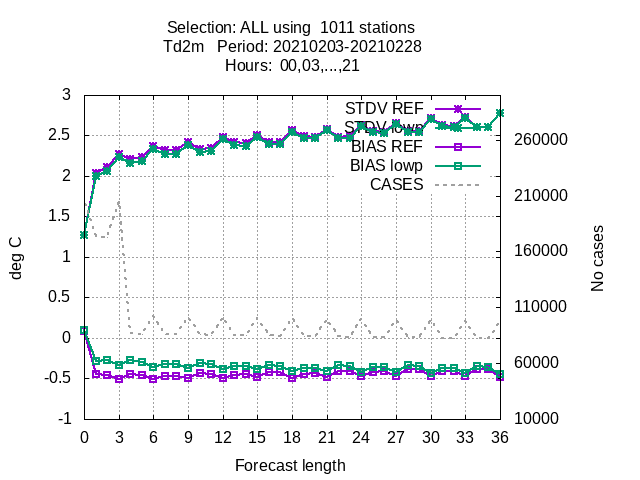 Selection: ALL using  1011 stations
Td2m   Period: 20210203-20210228
Hours:  00,03,...,21
STDV REF
STDV lowp
BIAS REF
BIAS lowp
CASES
3
2.5
2
1.5
1
0.5
0
-0.5
-1
deg C
260000
210000
160000
110000
60000
10000
No cases
0 3 6 9 12 15 18 21 24 27 30 33 36
Forecast length